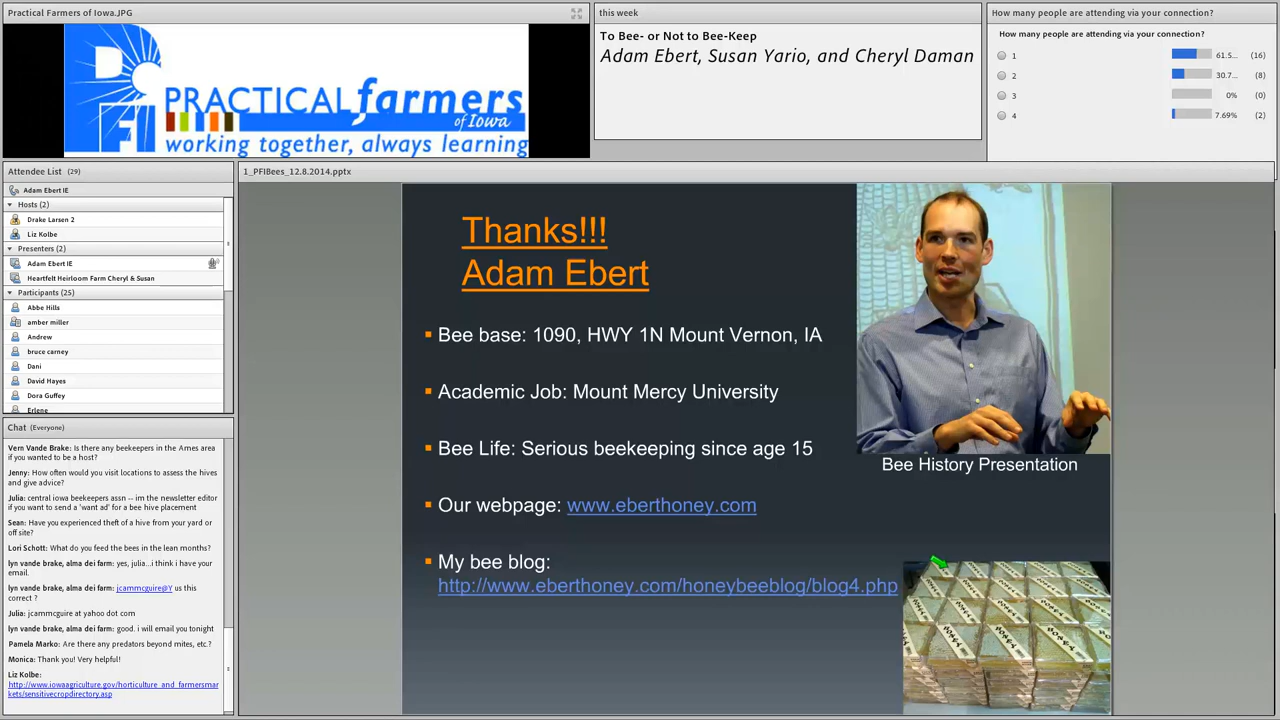 Practical Farmers of Iowa.JPG
PFI
PRACTICAL farmers
of Iowa
working together, always learning
this week
To Bee- or Not to Bee-Keep
Adam Ebert, Susan Yario, and Cheryl Daman
How many people are attending via your connection?
How many people are attending via your connection?
1 61.5... (16)
2 30.7... (8)
3 0% (0)
4 7.69% (2)
Attendee List (29)
Adam Ebert IE
Hosts (2)
Drake Larsen 2
Liz Kolbe
Presenters (2)
Adam Ebert IE
Heartfelt Heirloom Farm Cheryl & Susan
Participants (25)
Abbe Hills
amber miller
Andrew
bruce carney
Dani
David Hayes
Dora Guffey
Erlene
Chat (Everyone)
Vern Vande Brake: Is there any beekeepers in the Ames area
if you wanted to be a host?
Jenny: How often would you visit locations to assess the hives
and give advice?
Julia: central iowa beekeepers assn -- im the newsletter editor
if you want to send a 'want ad' for a bee hive placement
Sean: Have you experienced theft of a hive from your yard or
off site?
Lori Schott: What do you feed the bees in the lean months?
lyn vande brake, alma dei farm: yes, julia...i think i have your
email.
lyn vande brake, alma dei farm: jcammcguire@Y us this
correct ?
Julia: jcammcguire at yahoo dot com
lyn vande brake, alma dei farm: good. i will email you tonight
Pamela Marko: Are there any predators beyond mites, etc.?
Monica: Thank you! Very helpful!
Liz Kolbe:
http://www.iowaagriculture.gov/horticulture_and_farmersmar
kets/sensitivecropdirectory.asp
1_PFIBees_12.8.2014.pptx
Thanks!!!
Adam Ebert
Bee base: 1090, HWY 1N Mount Vernon, IA
Academic Job: Mount Mercy University
Bee Life: Serious beekeeping since age 15
Our webpage: www.eberthoney.com
My bee blog:
http://www.eberthoney.com/honeybeeblog/blog4.php
Bee History Presentation